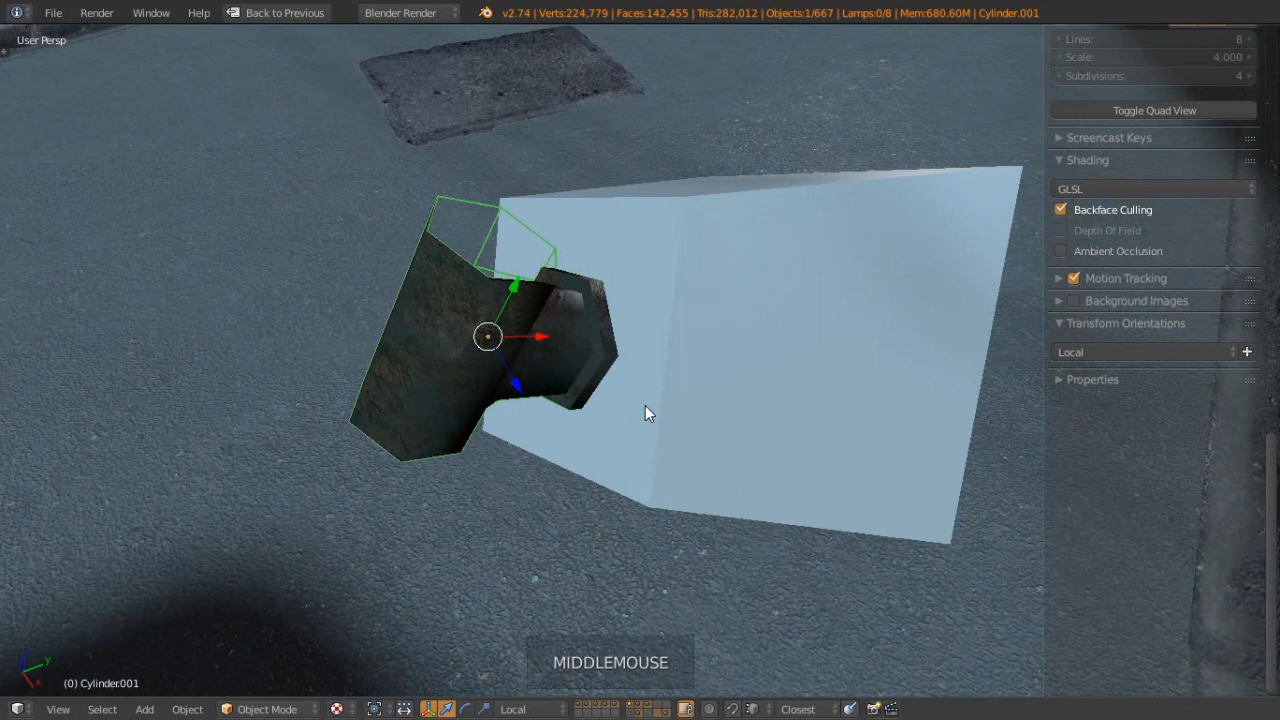 File Render Window Help Back to Previous Blender Render v2.74 | Verts:224,779 | Faces:142,455 | Tris:282,012 | Objects:1/667 | Lamps:0/8 | Mem:680.60M | Cylinder.001
User Persp
Lines: 8
Scale: 4.000
Subdivisions: 4
Toggle Quad View
Screencast Keys
Shading
GLSL
Backface Culling
Depth Of Field
Ambient Occlusion
Motion Tracking
Background Images
Transform Orientations
Local
Properties
MIDDLEMOUSE
(0) Cylinder.001
View Select Add Object Object Mode Local Closest